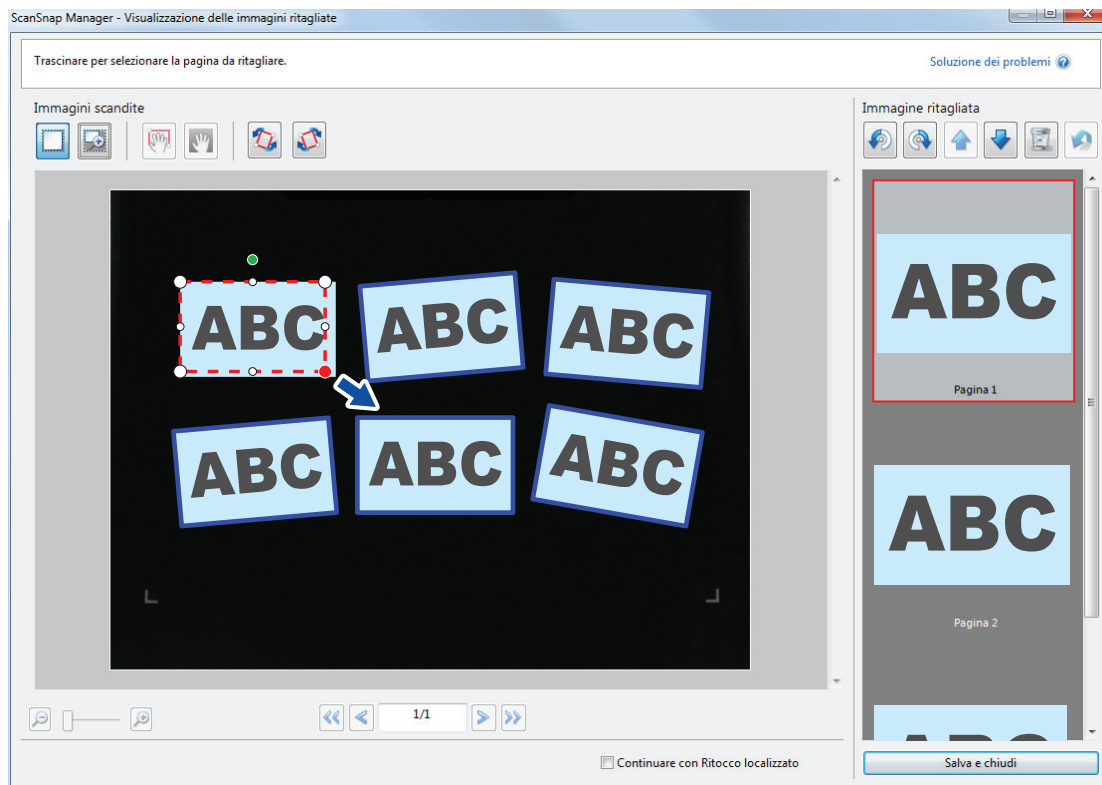 ScanSnap Manager - Visualizzazione delle immagini ritagliate
Trascinare per selezionare la pagina da ritagliare.
Soluzione dei problemi
Immagini scandite
Immagine ritagliata
ABC
ABC
ABC
ABC
ABC
ABC
ABC
Pagina 1
ABC
Pagina 2
ABC
1/1
Continuare con Ritocco localizzato
Salva e chiudi